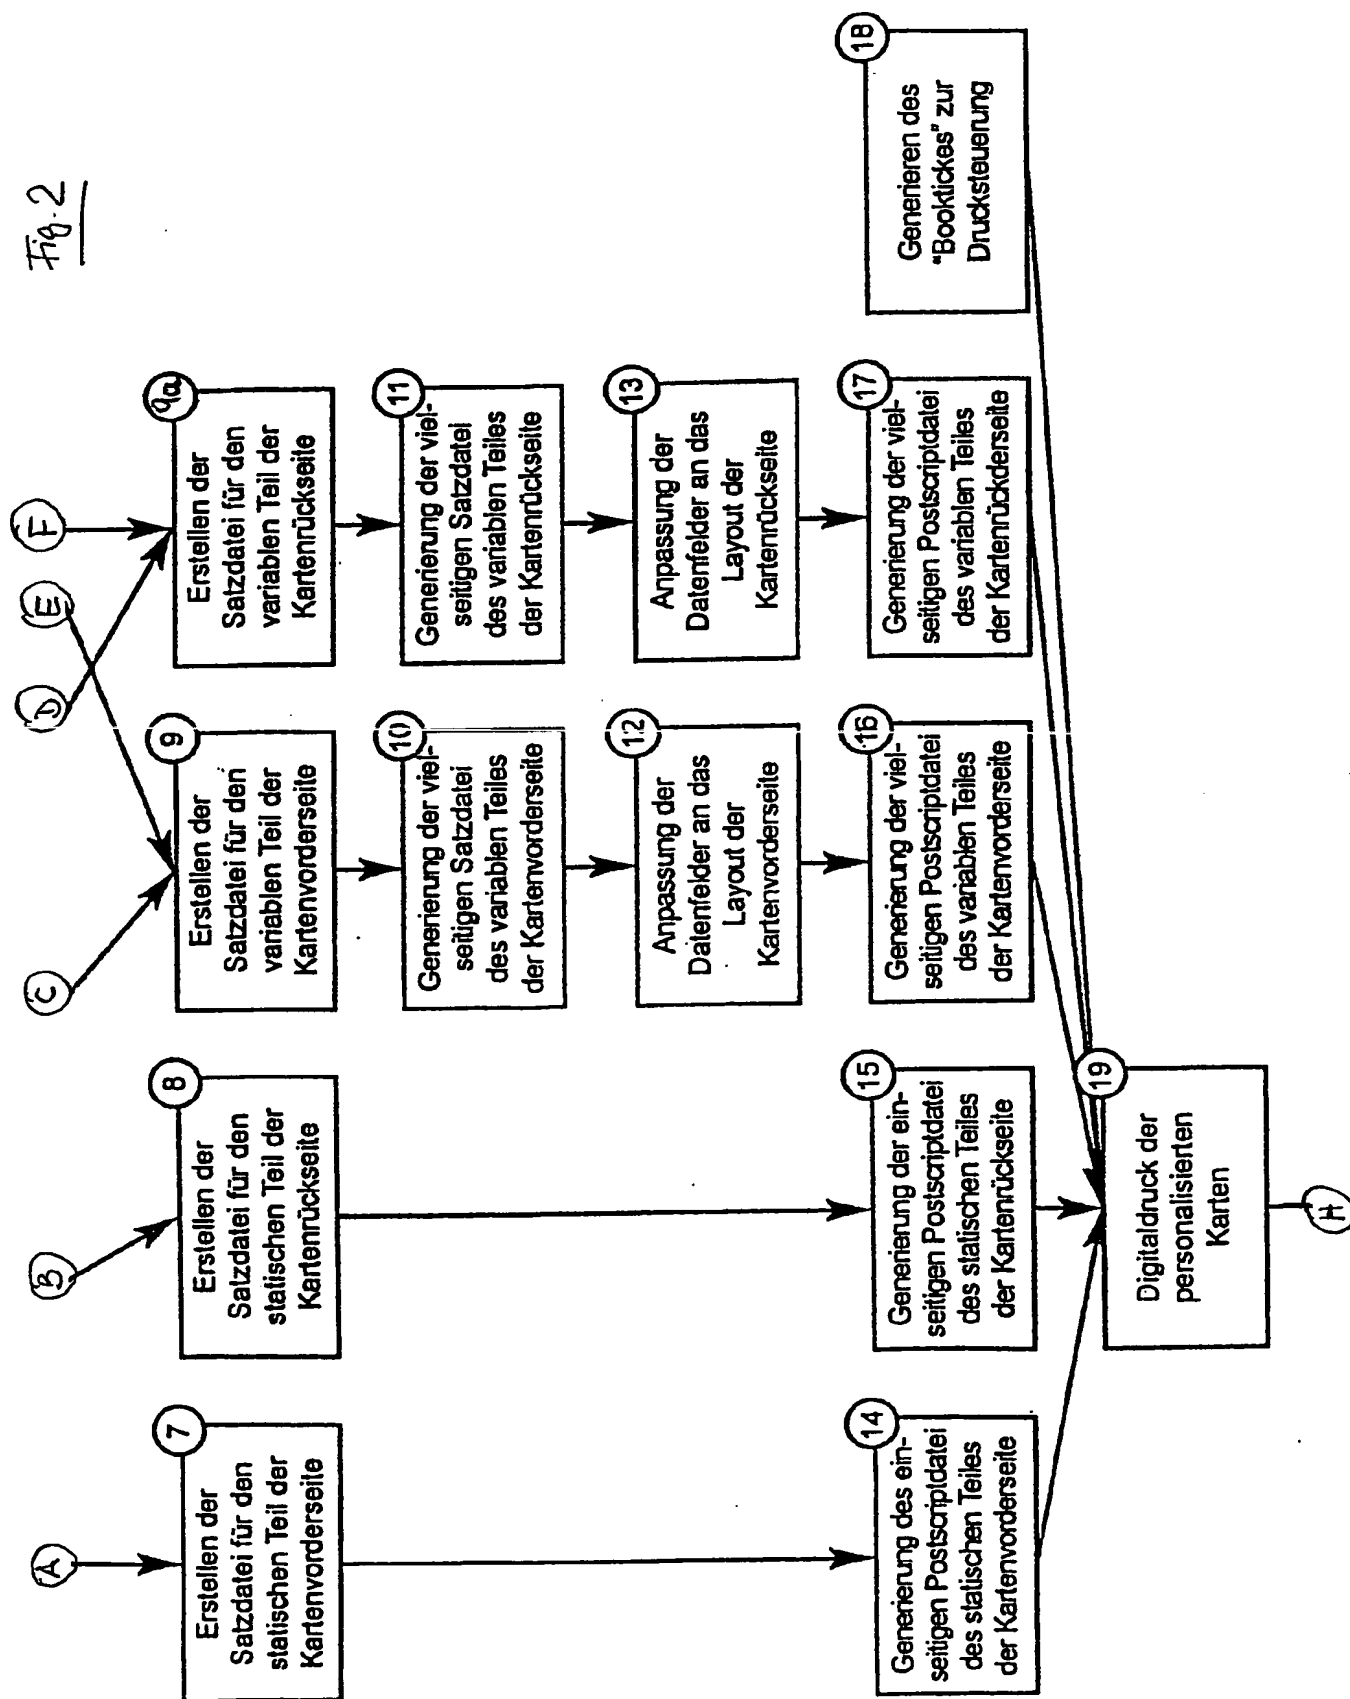 Fig. 2
A
B
C
D
E
F
7
Erstellen der
Satzdatei für den
statischen Teil der
Kartenvorderseite
8
Erstellen der
Satzdatei für den
statischen Teil der
Kartenrückseite
9
Erstellen der
Satzdatei für den
variablen Teil der
Kartenvorderseite
9a
Erstellen der
Satzdatei für den
variablen Teil der
Kartenrückseite
10
Generierung der viel-
seitigen Satzdatei
des variablen Teiles
der Kartenvorderseite
11
Generierung der viel-
seitigen Satzdatei
des variablen Teiles
der Kartenrückseite
12
Anpassung der
Datenfelder an das
Layout der
Kartenvorderseite
13
Anpassung der
Datenfelder an das
Layout der
Kartenrückseite
14
Generierung des ein-
seitigen Postscriptdatei
des statischen Teiles
der Kartenvorderseite
15
Generierung der ein-
seitigen Postscriptdatei
des statischen Teiles
der Kartenrückseite
16
Generierung der viel-
seitigen Postscriptdatei
des variablen Teiles
der Kartenvorderseite
17
Generierung der viel-
seitigen Postscriptdatei
des variablen Teiles
der Kartenrückderseite
18
Generieren des
"Booktickes" zur
Drucksteuerung
19
Digitaldruck der
personalisierten
Karten
H